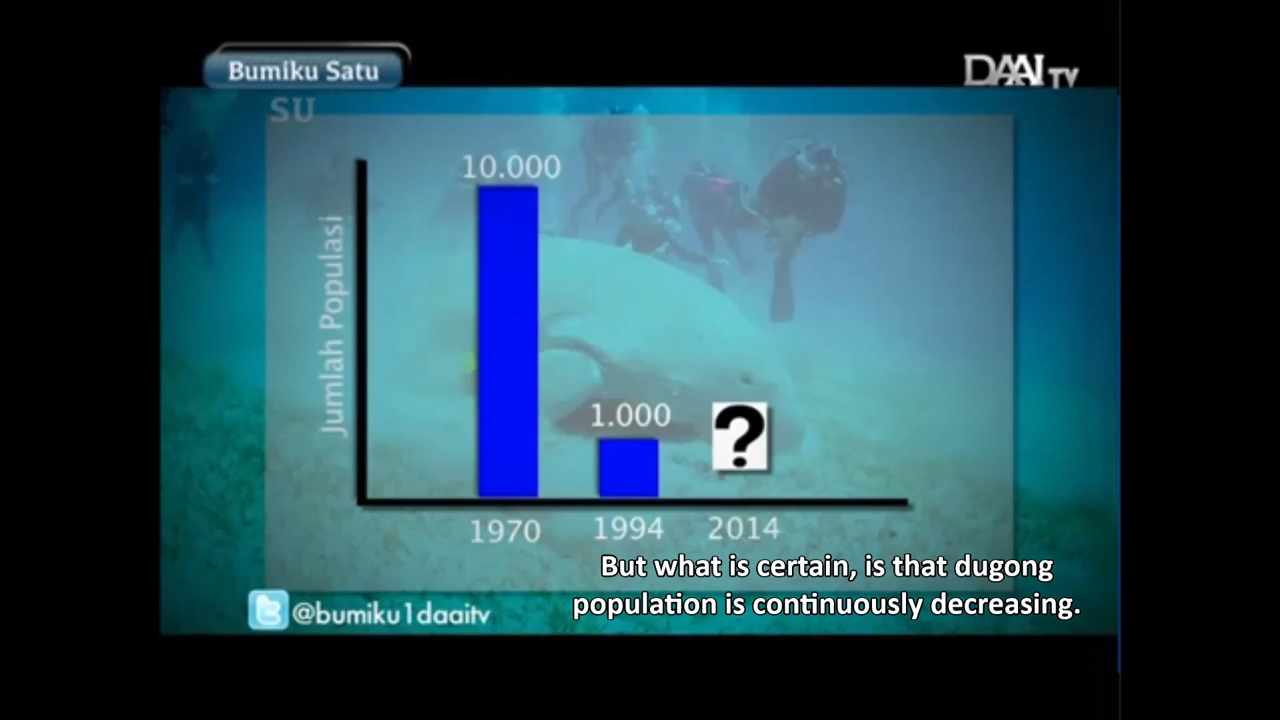 Bumiku Satu
DAAI TV
SU
10.000
Jumlah Populasi
1.000
?
1970 1994 2014
But what is certain, is that dugong
population is continuously decreasing.
@bumiku1daaitv